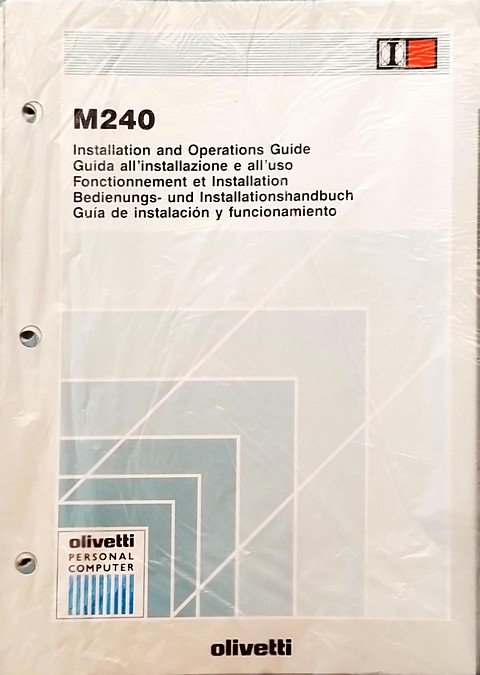 I
M240
Installation and Operations Guide
Guida all'installazione e all'uso
Fonctionnement et Installation
Bedienungs- und Installationshandbuch
Guía de instalación y funcionamiento
olivetti
PERSONAL
COMPUTER
olivetti